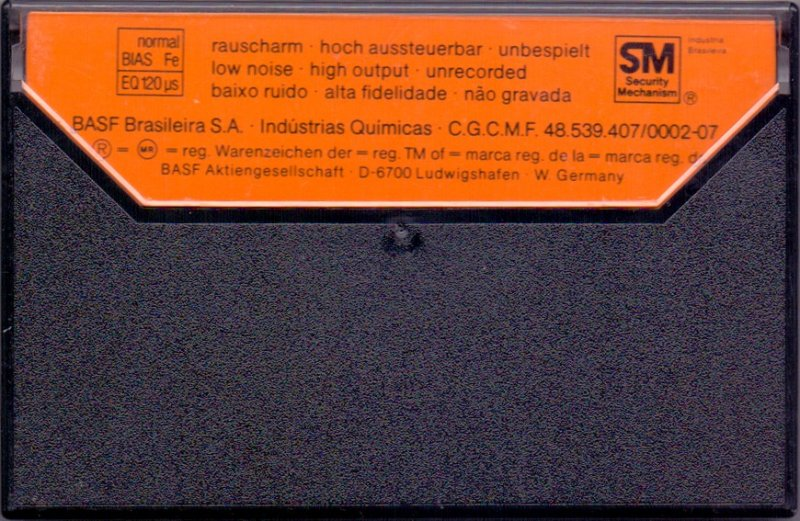 normal
BIAS Fe
EQ 120 µs
rauscharm · hoch aussteuerbar · unbespielt
low noise · high output · unrecorded
baixo ruido · alta fidelidade · não gravada
SM
Security
Mechanism ®
Industria
Brasileira
BASF Brasileira S.A. · Indústrias Químicas · C.G.C.M.F. 48.539.407/0002-07
® = MR = reg. Warenzeichen der = reg. TM of = marca reg. de la = marca reg. d
BASF Aktiengesellschaft · D-6700 Ludwigshafen · W. Germany